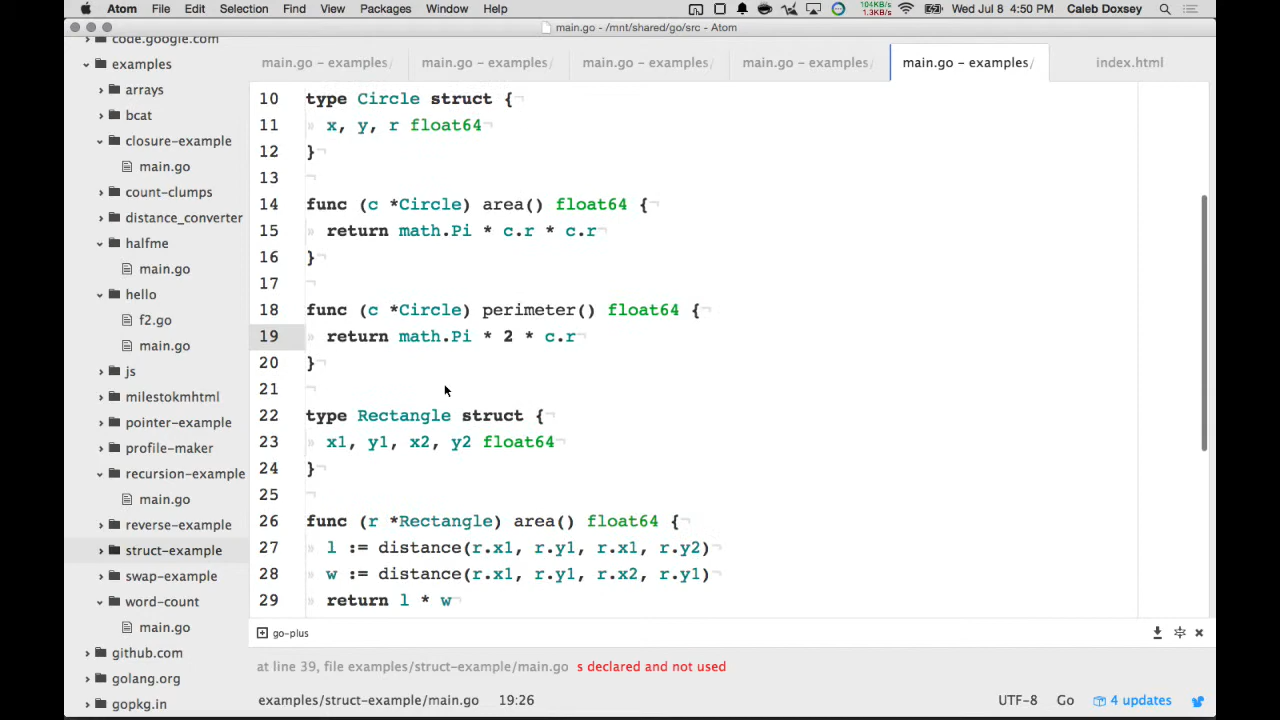 Atom File Edit Selection Find View Packages Window Help 104KB/s 1.3KB/s Wed Jul 8 4:50 PM Caleb Doxsey
main.go - /mnt/shared/go/src - Atom
code.google.com
examples
arrays
bcat
closure-example
main.go
count-clumps
distance_converter
halfme
main.go
hello
f2.go
main.go
js
milestokmhtml
pointer-example
profile-maker
recursion-example
main.go
reverse-example
struct-example
swap-example
word-count
main.go
github.com
golang.org
gopkg.in
main.go – examples/ main.go – examples/ main.go – examples/ main.go – examples/ main.go – examples/ index.html
10 type Circle struct {¬
11 » x, y, r float64¬
12 }¬
13 ¬
14 func (c *Circle) area() float64 {¬
15 » return math.Pi * c.r * c.r¬
16 }¬
17 ¬
18 func (c *Circle) perimeter() float64 {¬
19 » return math.Pi * 2 * c.r¬
20 }¬
21 ¬
22 type Rectangle struct {¬
23 » x1, y1, x2, y2 float64¬
24 }¬
25 ¬
26 func (r *Rectangle) area() float64 {¬
27 » l := distance(r.x1, r.y1, r.x1, r.y2)¬
28 » w := distance(r.x1, r.y1, r.x2, r.y1)¬
29 » return l * w¬
go-plus
at line 39, file examples/struct-example/main.go s declared and not used
examples/struct-example/main.go 19:26 UTF-8 Go 4 updates